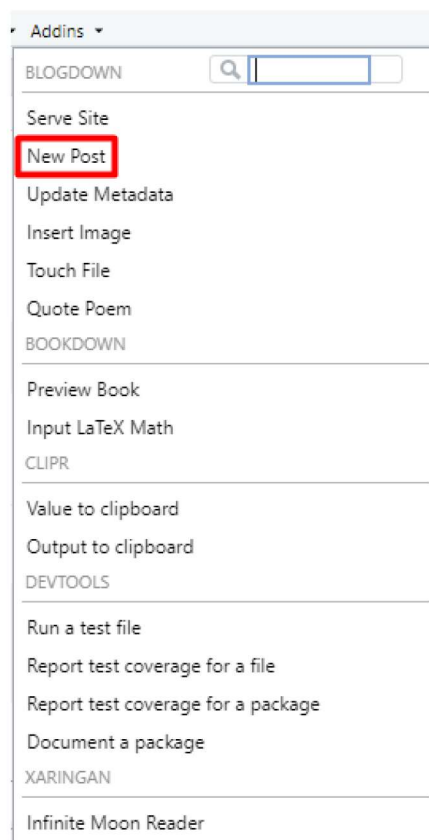 Addins
BLOGDOWN
Serve Site
New Post
Update Metadata
Insert Image
Touch File
Quote Poem
BOOKDOWN
Preview Book
Input LaTeX Math
CLIPR
Value to clipboard
Output to clipboard
DEVTOOLS
Run a test file
Report test coverage for a file
Report test coverage for a package
Document a package
XARINGAN
Infinite Moon Reader